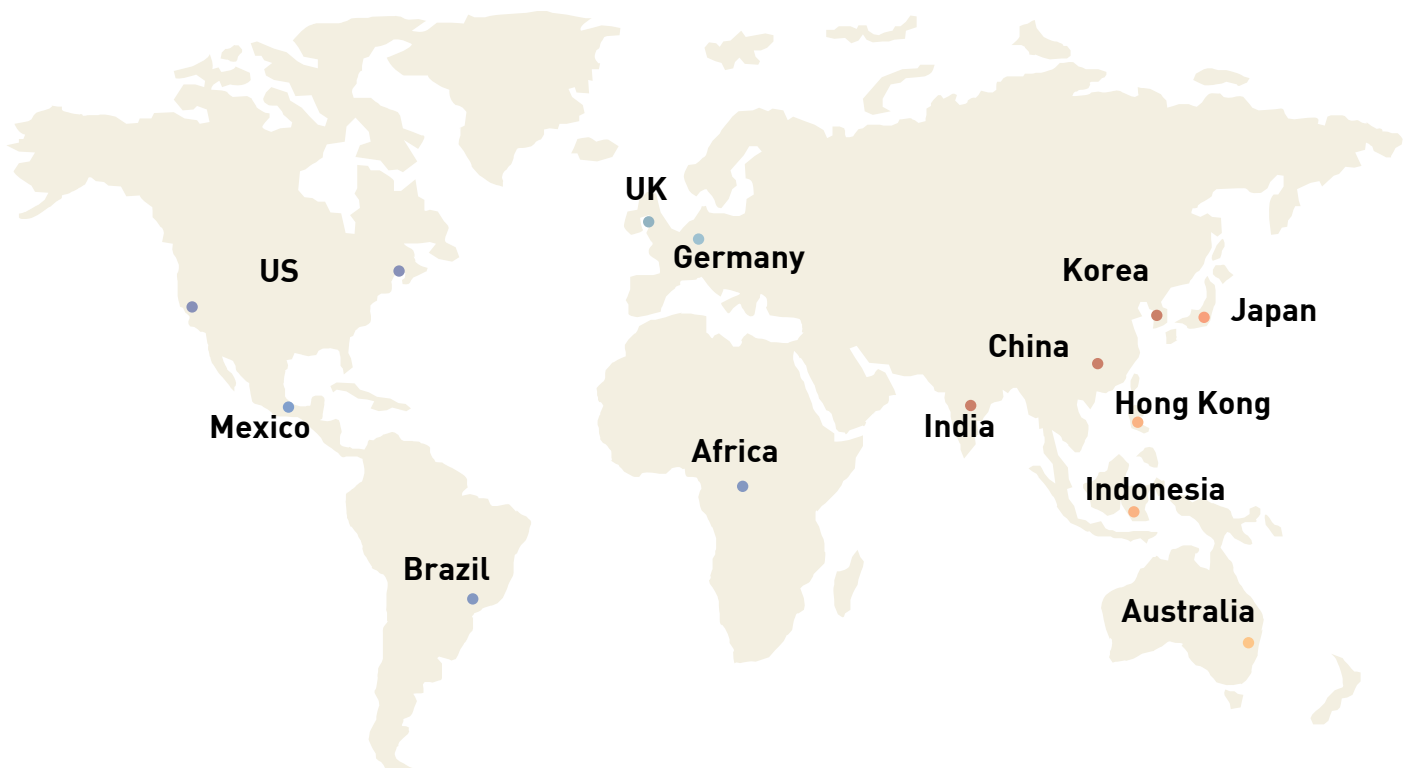 UK
Germany
US
Korea
Japan
China
Hong Kong
Mexico
India
Africa
Indonesia
Brazil
Australia